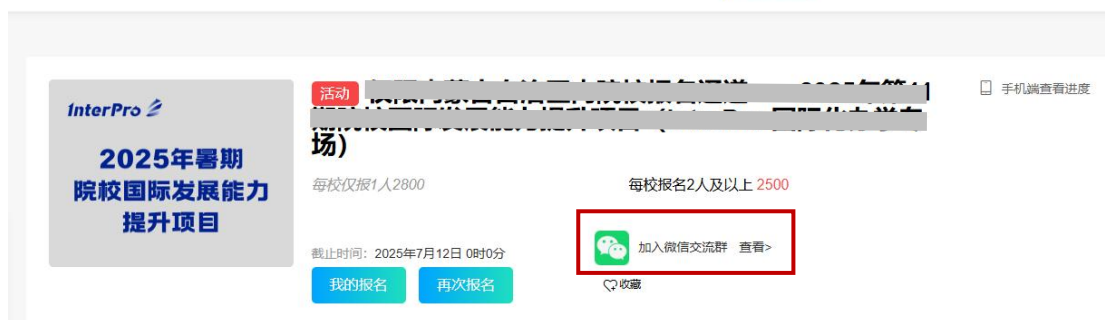 InterPro
2025年暑期
院校国际发展能力
提升项目
活动
场)
手机端查看进度
每校仅报1人2800
每校报名2人及以上 2500
加入微信交流群 查看>
截止时间：2025年7月12日 0时0分
我的报名 再次报名
收藏